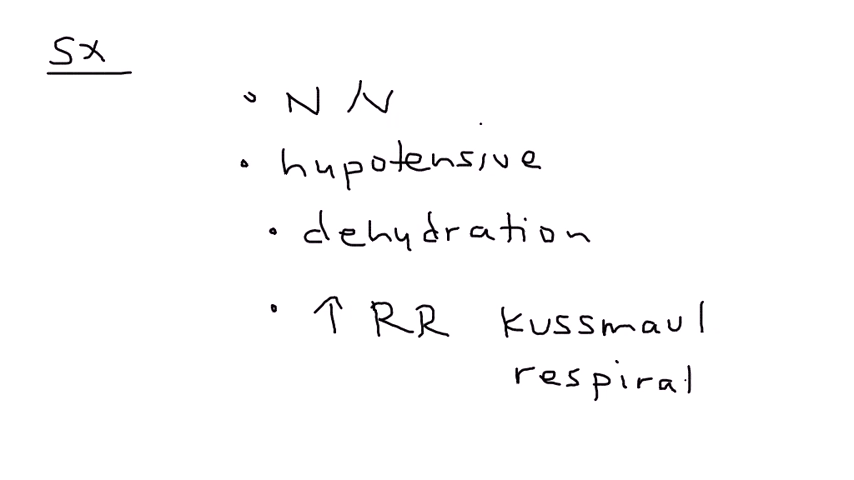 Sx
• N/V
• hypotensive
• dehydration
• ↑ RR Kussmaul
respiral